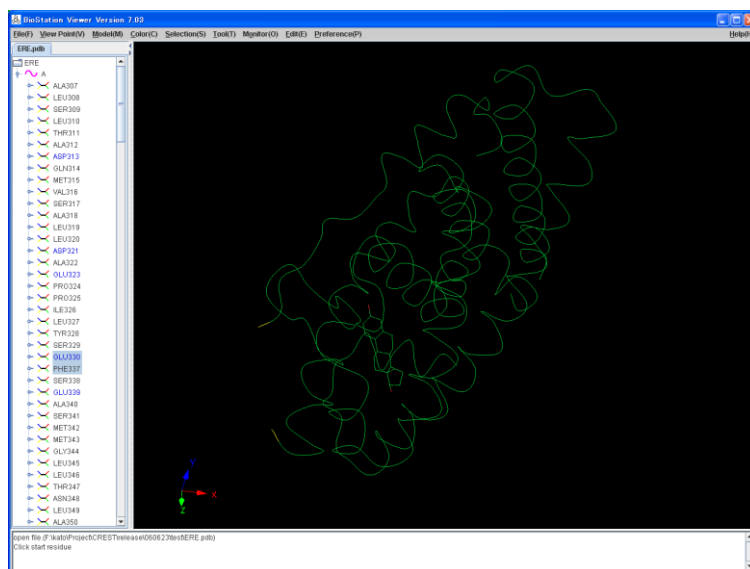 BioStation Viewer Version 7.03
File(F) View Point(V) Model(M) Color(C) Selection(S) Tool(T) Monitor(O) Edit(E) Preference(P) Help(H)
ERE.pdb
ERE
A
ALA307
LEU308
SER309
LEU310
THR311
ALA312
ASP313
GLN314
MET315
VAL316
SER317
ALA318
LEU319
LEU320
ASP321
ALA322
GLU323
PRO324
PRO325
ILE326
LEU327
TYR328
SER329
GLU330
PHE337
SER338
GLU339
ALA340
SER341
MET342
MET343
GLY344
LEU345
LEU346
THR347
ASN348
LEU349
ALA350
Y
X
Z
open file.(F:\kato\Project\CREST\release\060623\test\ERE.pdb)
Click start residue